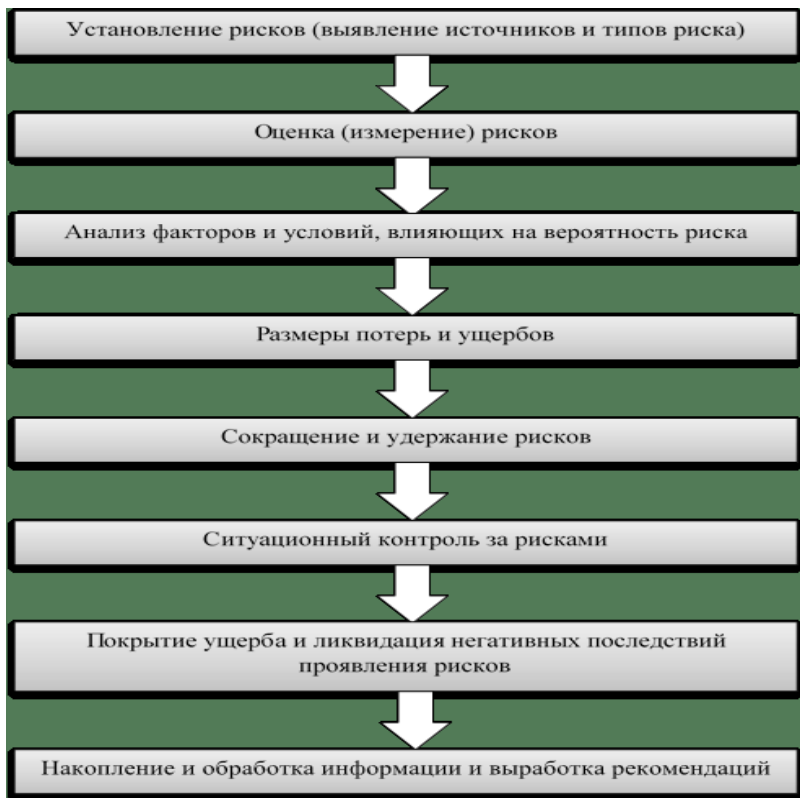 Установление рисков (выявление источников и типов риска)
Оценка (измерение) рисков
Анализ факторов и условий, влияющих на вероятность риска
Размеры потерь и ущербов
Сокращение и удержание рисков
Ситуационный контроль за рисками
Покрытие ущерба и ликвидация негативных последствий
проявления рисков
Накопление и обработка информации и выработка рекомендаций